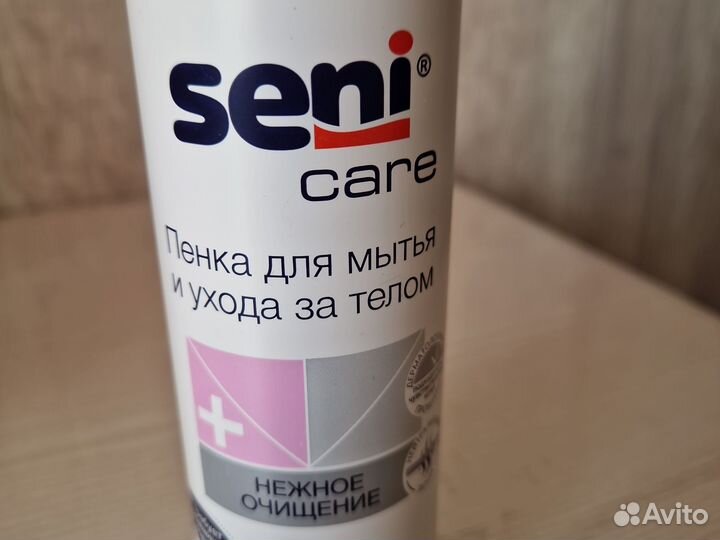 seni®
care
Пенка для мытья
и ухода за телом
НЕЖНОЕ
ОЧИЩЕНИЕ
Avito